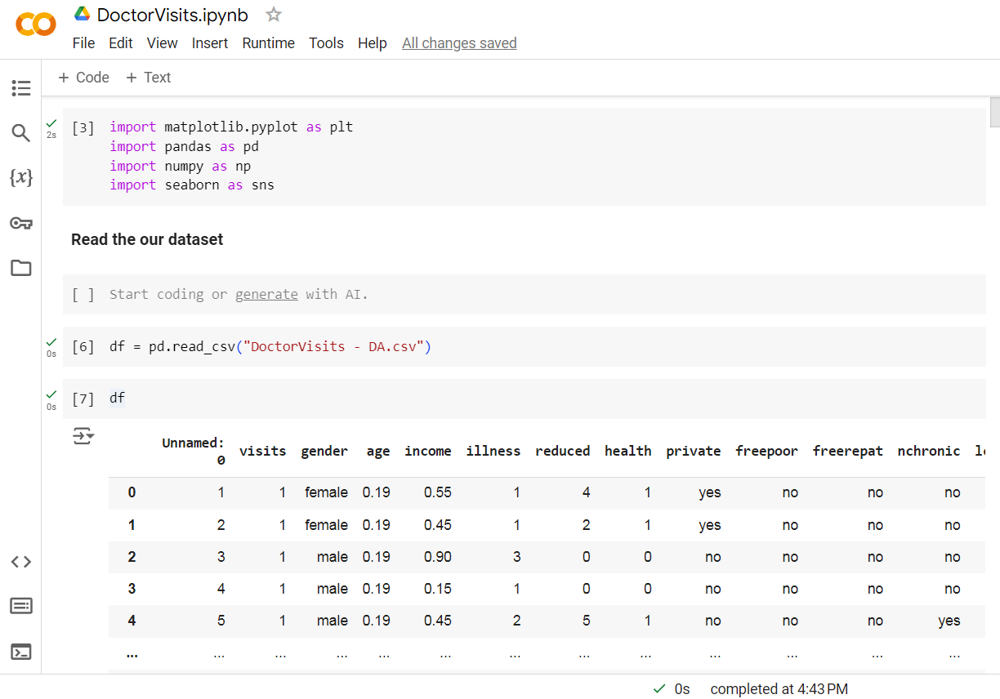 DoctorVisits.ipynb
File Edit View Insert Runtime Tools Help All changes saved
+ Code + Text
2s
[3] import matplotlib.pyplot as plt
import pandas as pd
import numpy as np
import seaborn as sns
Read the our dataset
[ ] Start coding or generate with AI.
0s
[6] df = pd.read_csv("DoctorVisits - DA.csv")
0s
[7] df
Unnamed: 0 visits gender age income illness reduced health private freepoor freerepat nchronic
0 1 1 female 0.19 0.55 1 4 1 yes no no no
1 2 1 female 0.19 0.45 1 2 1 yes no no no
2 3 1 male 0.19 0.90 3 0 0 no no no no
3 4 1 male 0.19 0.15 1 0 0 no no no no
4 5 1 male 0.19 0.45 2 5 1 no no no yes
... ... ... ... ... ... ... ... ... ... ... ... ...
0s completed at 4:43 PM